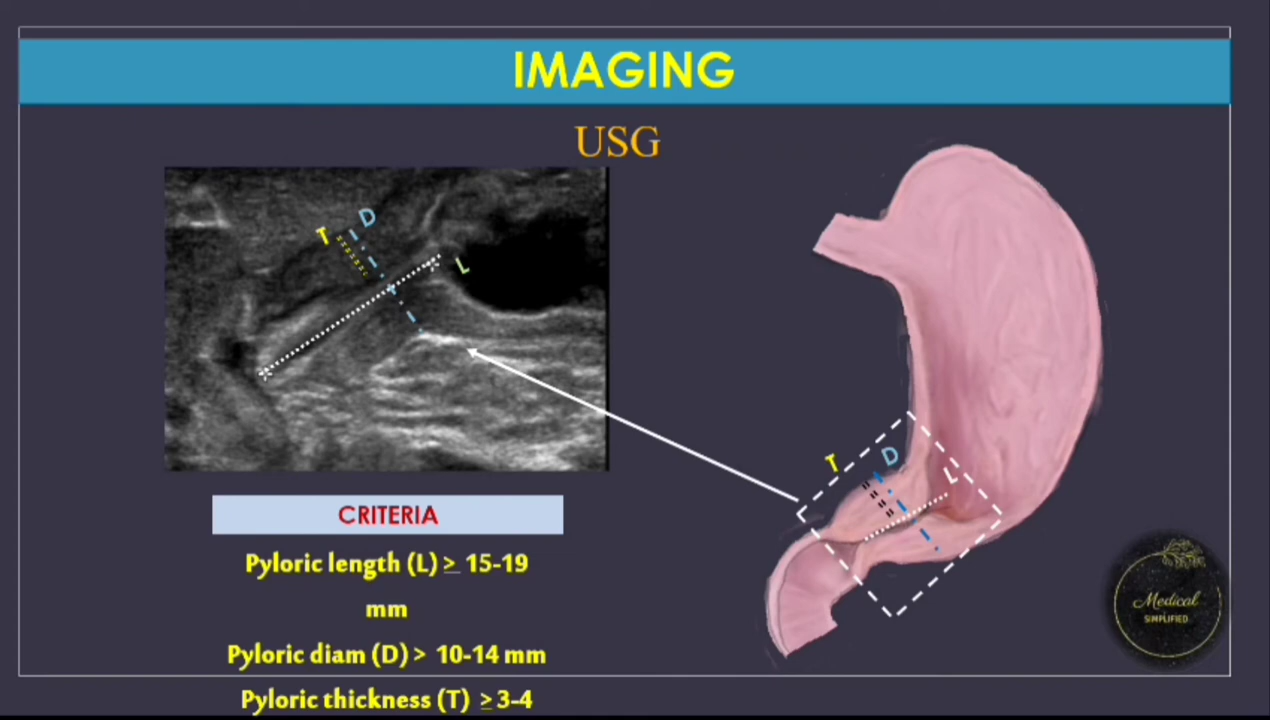 IMAGING
USG
D
T
L
T
D
L
CRITERIA
Pyloric length (L) ≥ 15-19
mm
Pyloric diam (D) > 10-14 mm
Pyloric thickness (T) ≥ 3-4
Medical
SIMPLIFIED